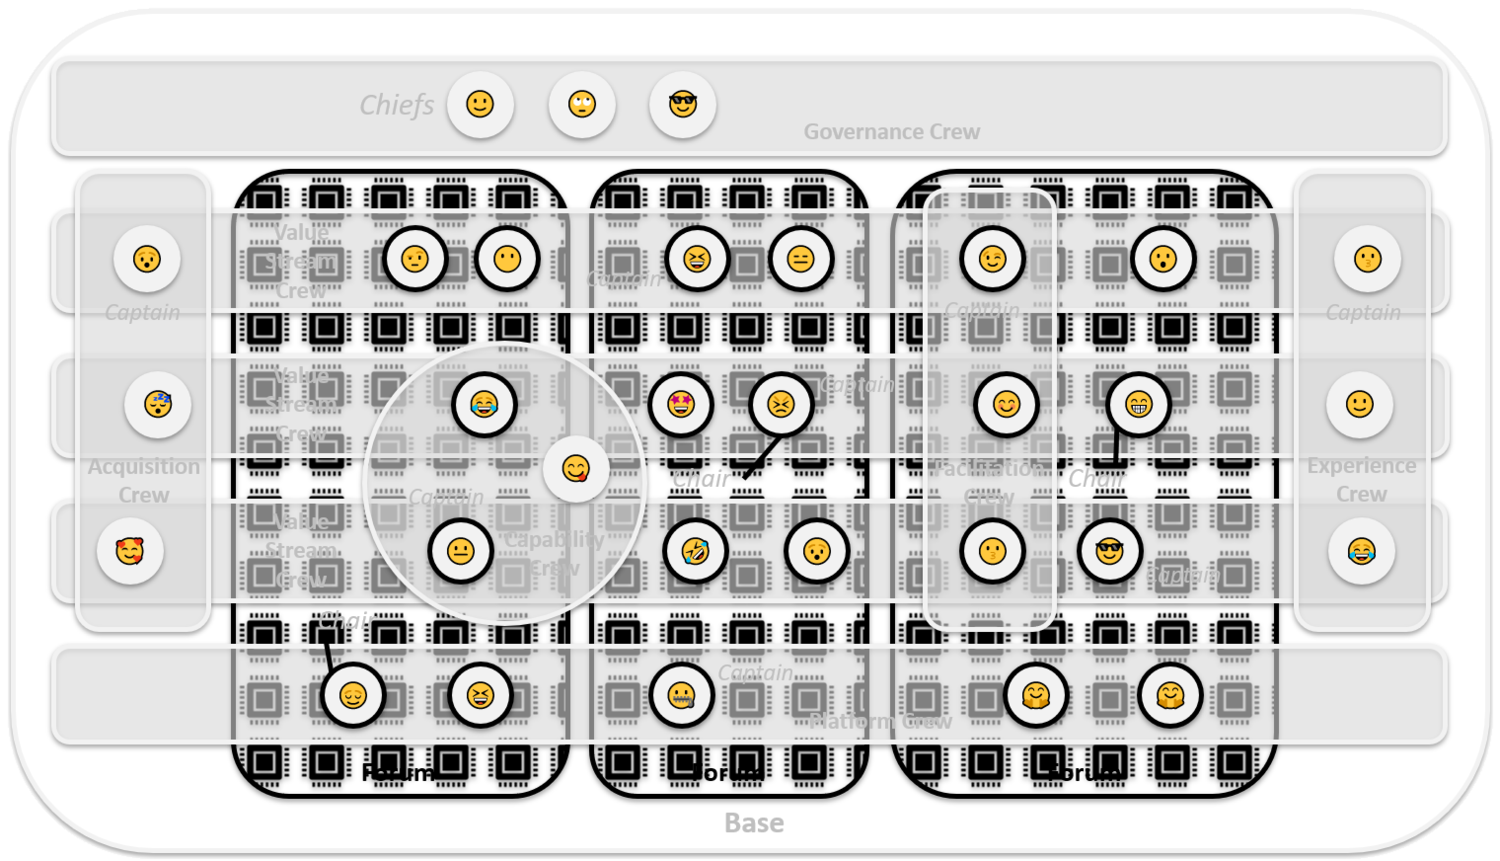 Chiefs
Governance Crew
Value
Stream
Crew
Captain
Captain
Captain
Captain
Value
Stream
Crew
Captain
Acquisition
Crew
Captain
Chair
Facilitation
Crew
Chair
Experience
Crew
Value
Stream
Crew
Capability
Crew
Captain
Chair
Captain
Platform Crew
Forum
Forum
Forum
Base